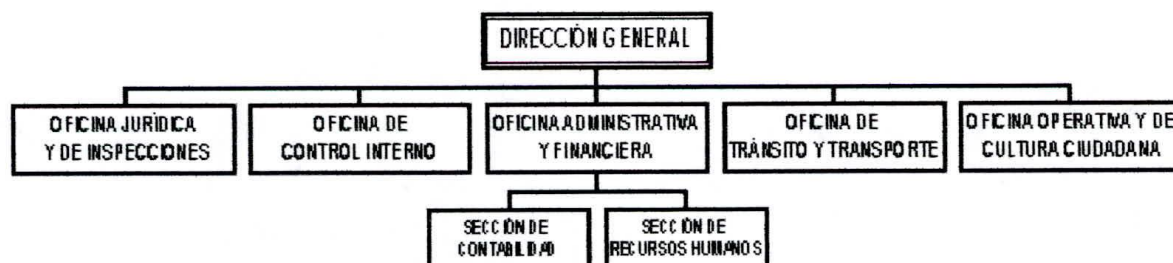 DIRECCIÓN GENERAL
OFICINA JURÍDICA
Y DE INSPECCIONES
OFICINA DE
CONTROL INTERNO
OFICINA ADMINISTRATIVA
Y FINANCIERA
OFICINA DE
TRÁNSITO Y TRANSPORTE
OFICINA OPERATIVA Y DE
CULTURA CIUDADANA
SECCIÓN DE
CONTABILIDAD
SECCIÓN DE
RECURSOS HUMANOS